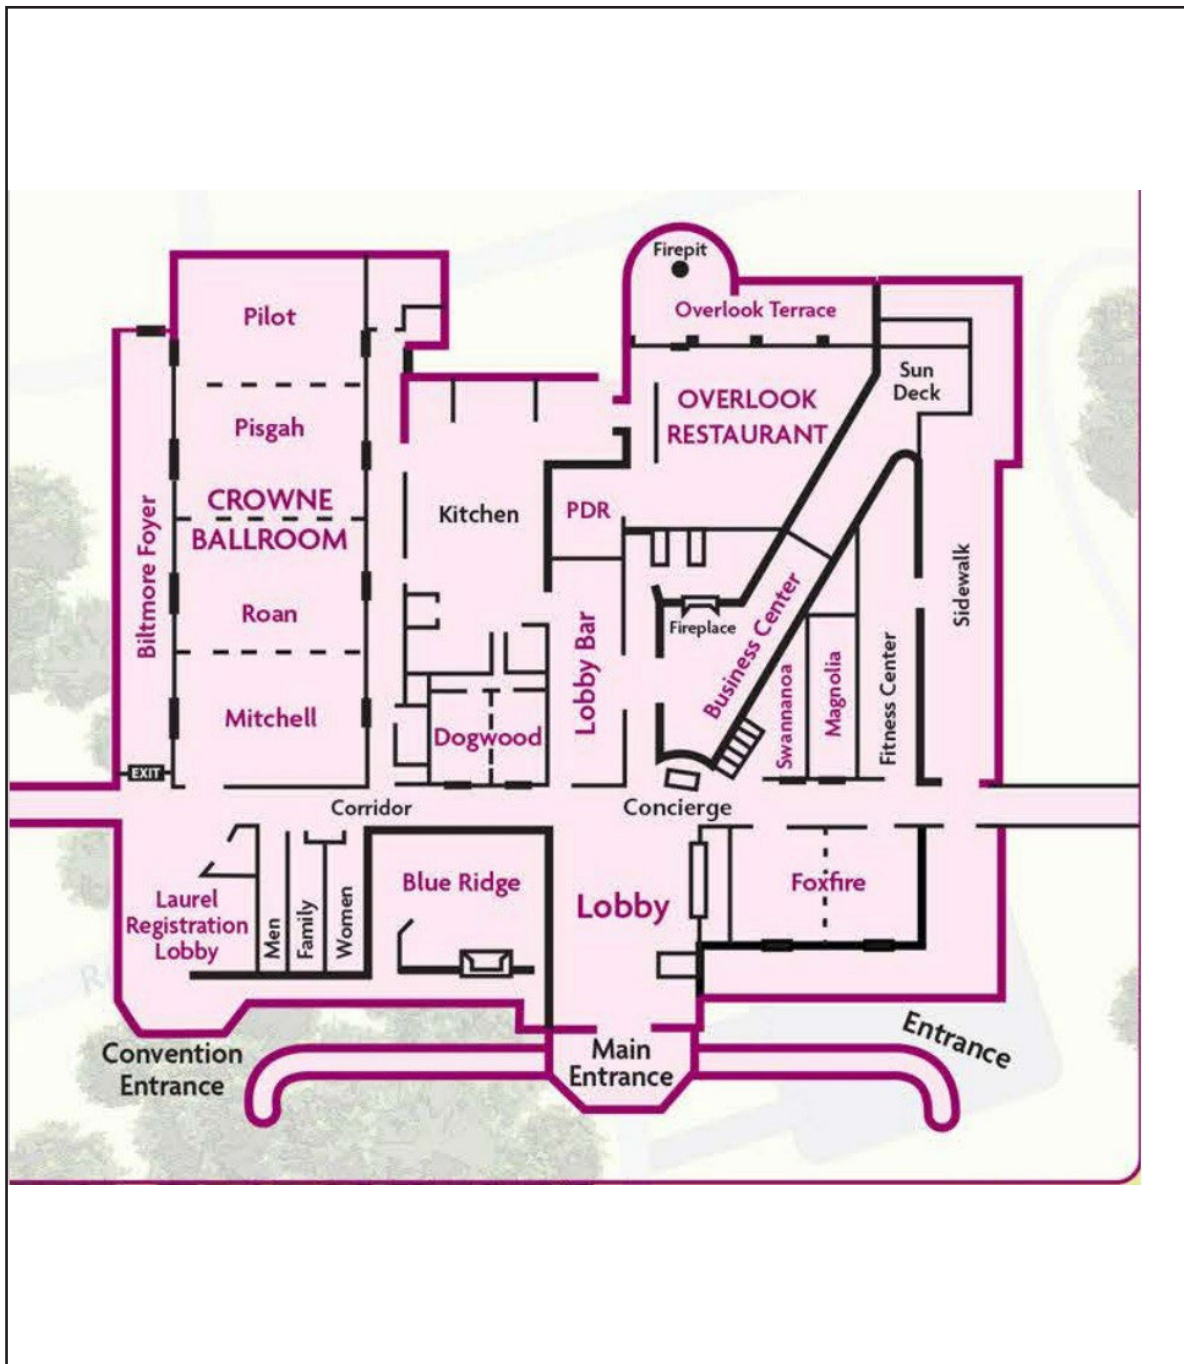 Firepit
Overlook Terrace
Pilot
Sun
Deck
OVERLOOK
RESTAURANT
Pisgah
CROWNE
BALLROOM
Kitchen
PDR
Biltmore Foyer
Sidewalk
Roan
Fireplace
Business Center
Lobby Bar
Mitchell
Dogwood
Swannanoa
Magnolia
Fitness Center
EXIT
Corridor
Concierge
Blue Ridge
Foxfire
Laurel
Registration
Lobby
Men
Family
Women
Lobby
Convention
Entrance
Main
Entrance
Entrance